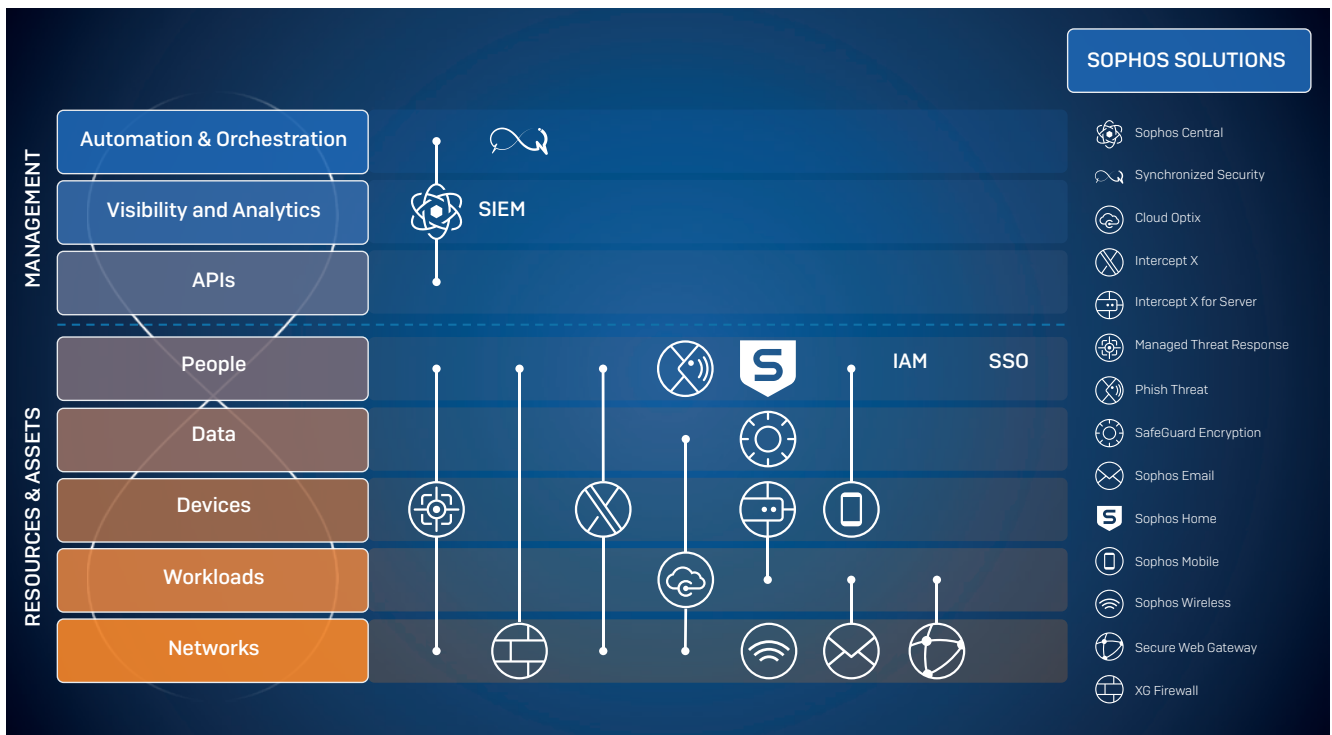 SOPHOS SOLUTIONS
MANAGEMENT
Automation & Orchestration
Visibility and Analytics
SIEM
APIs
RESOURCES & ASSETS
People
IAM
SSO
Data
Devices
Workloads
Networks
Sophos Central
Synchronized Security
Cloud Optix
Intercept X
Intercept X for Server
Managed Threat Response
Phish Threat
SafeGuard Encryption
Sophos Email
S
Sophos Home
Sophos Mobile
Sophos Wireless
Secure Web Gateway
XG Firewall
S